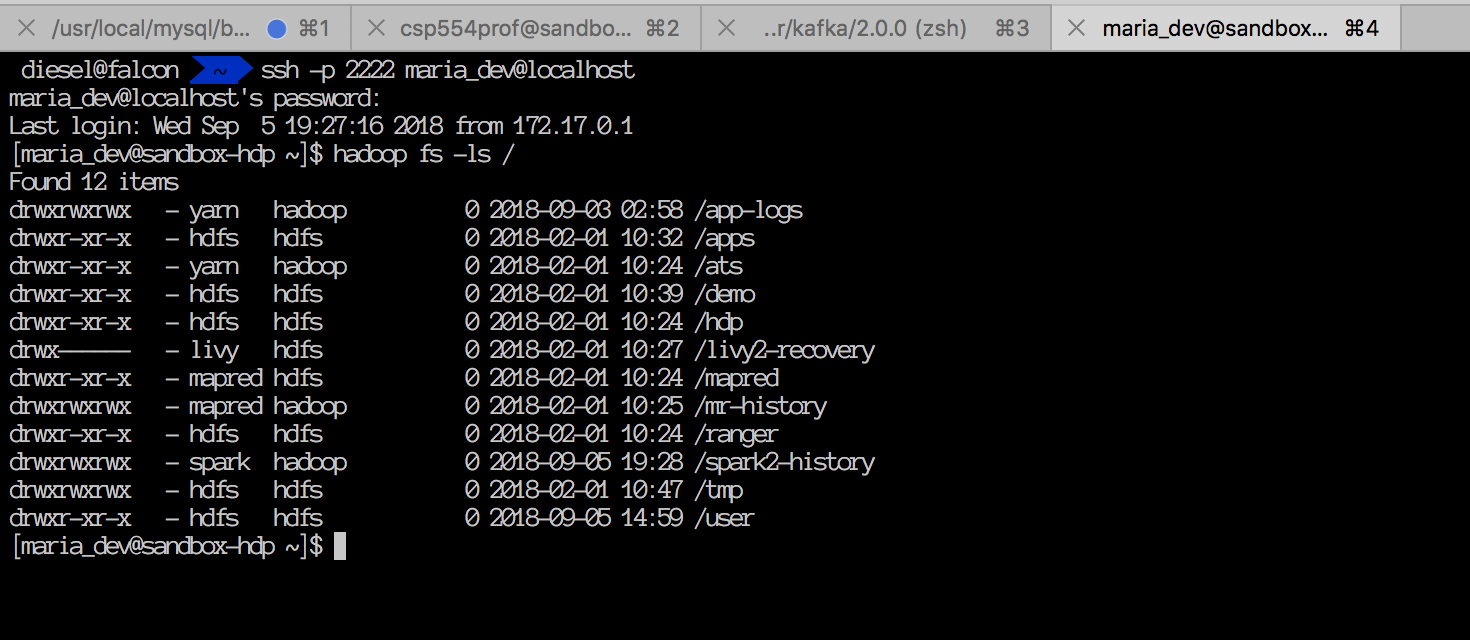 /usr/local/mysql/b... ⌘1 csp554prof@sandbo... ⌘2 ..r/kafka/2.0.0 (zsh) ⌘3 maria_dev@sandbox... ⌘4
diesel@falcon ~ ssh -p 2222 maria_dev@localhost
maria_dev@localhost's password:
Last login: Wed Sep  5 19:27:16 2018 from 172.17.0.1
[maria_dev@sandbox-hdp ~]$ hadoop fs -ls /
Found 12 items
drwxrwxrwx   - yarn   hadoop          0 2018-09-03 02:58 /app-logs
drwxr-xr-x   - hdfs   hdfs            0 2018-02-01 10:32 /apps
drwxr-xr-x   - yarn   hadoop          0 2018-02-01 10:24 /ats
drwxr-xr-x   - hdfs   hdfs            0 2018-02-01 10:39 /demo
drwxr-xr-x   - hdfs   hdfs            0 2018-02-01 10:24 /hdp
drwx------   - livy   hdfs            0 2018-02-01 10:27 /livy2-recovery
drwxr-xr-x   - mapred hdfs            0 2018-02-01 10:24 /mapred
drwxrwxrwx   - mapred hadoop          0 2018-02-01 10:25 /mr-history
drwxr-xr-x   - hdfs   hdfs            0 2018-02-01 10:24 /ranger
drwxrwxrwx   - spark  hadoop          0 2018-09-05 19:28 /spark2-history
drwxrwxrwx   - hdfs   hdfs            0 2018-02-01 10:47 /tmp
drwxr-xr-x   - hdfs   hdfs            0 2018-09-05 14:59 /user
[maria_dev@sandbox-hdp ~]$